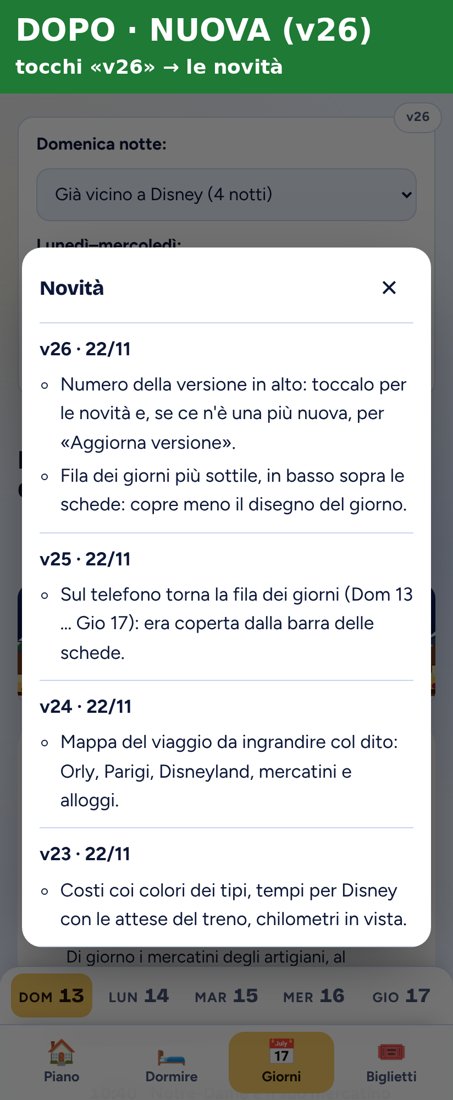 DOPO · NUOVA (v26)
tocchi «v26» → le novità
v26
Domenica notte:
Già vicino a Disney (4 notti)
Lunedì–mercoledì:
Novità
×
v26 · 22/11
Numero della versione in alto: toccalo per
le novità e, se ce n'è una più nuova, per
«Aggiorna versione».
Fila dei giorni più sottile, in basso sopra le
schede: copre meno il disegno del giorno.
v25 · 22/11
Sul telefono torna la fila dei giorni (Dom 13
… Gio 17): era coperta dalla barra delle
schede.
v24 · 22/11
Mappa del viaggio da ingrandire col dito:
Orly, Parigi, Disneyland, mercatini e
alloggi.
v23 · 22/11
Costi coi colori dei tipi, tempi per Disney
con le attese del treno, chilometri in vista.
Di giorno i mercatini degli artigiani, al
DOM 13 LUN 14 MAR 15 MER 16 GIO 17
July
17
Piano Dormire Giorni Biglietti